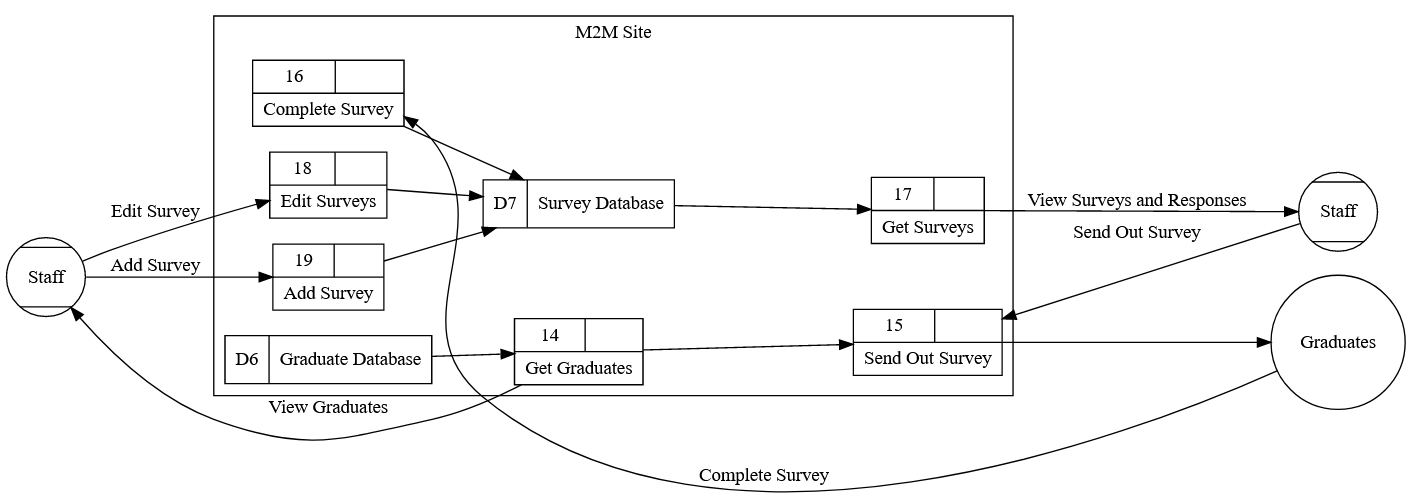 M2M Site
16
Complete Survey
18
Edit Surveys
Edit Survey
D7
Survey Database
17
Get Surveys
View Surveys and Responses
Staff
Send Out Survey
Staff
Add Survey
19
Add Survey
D6
Graduate Database
14
Get Graduates
15
Send Out Survey
Graduates
View Graduates
Complete Survey